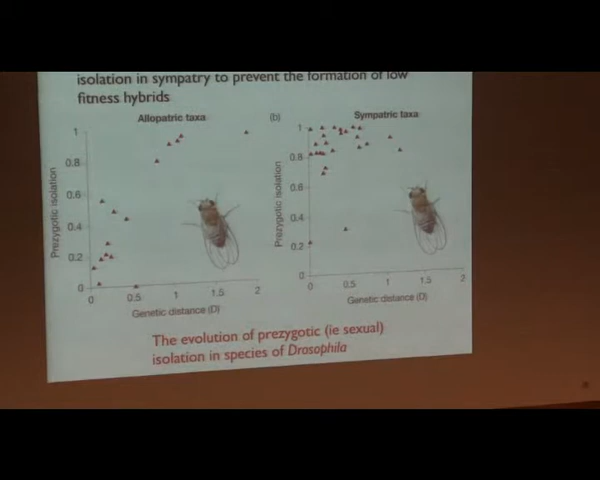 isolation in sympatry to prevent the formation of low
fitness hybrids
Allopatric taxa
Prezygotic isolation
1
0.8
0.6
0.4
0.2
0
0 0.5 1 1.5 2
Genetic distance (D)
(b)
Sympatric taxa
Prezygotic isolation
1
0.8
0.6
0.4
0.2
0
0 0.5 1 1.5 2
Genetic distance (D)
The evolution of prezygotic (ie sexual)
isolation in species of Drosophila